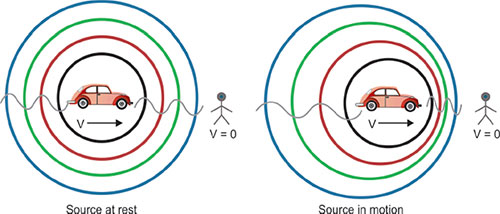 V
V = 0
Source at rest
V
V = 0
Source in motion